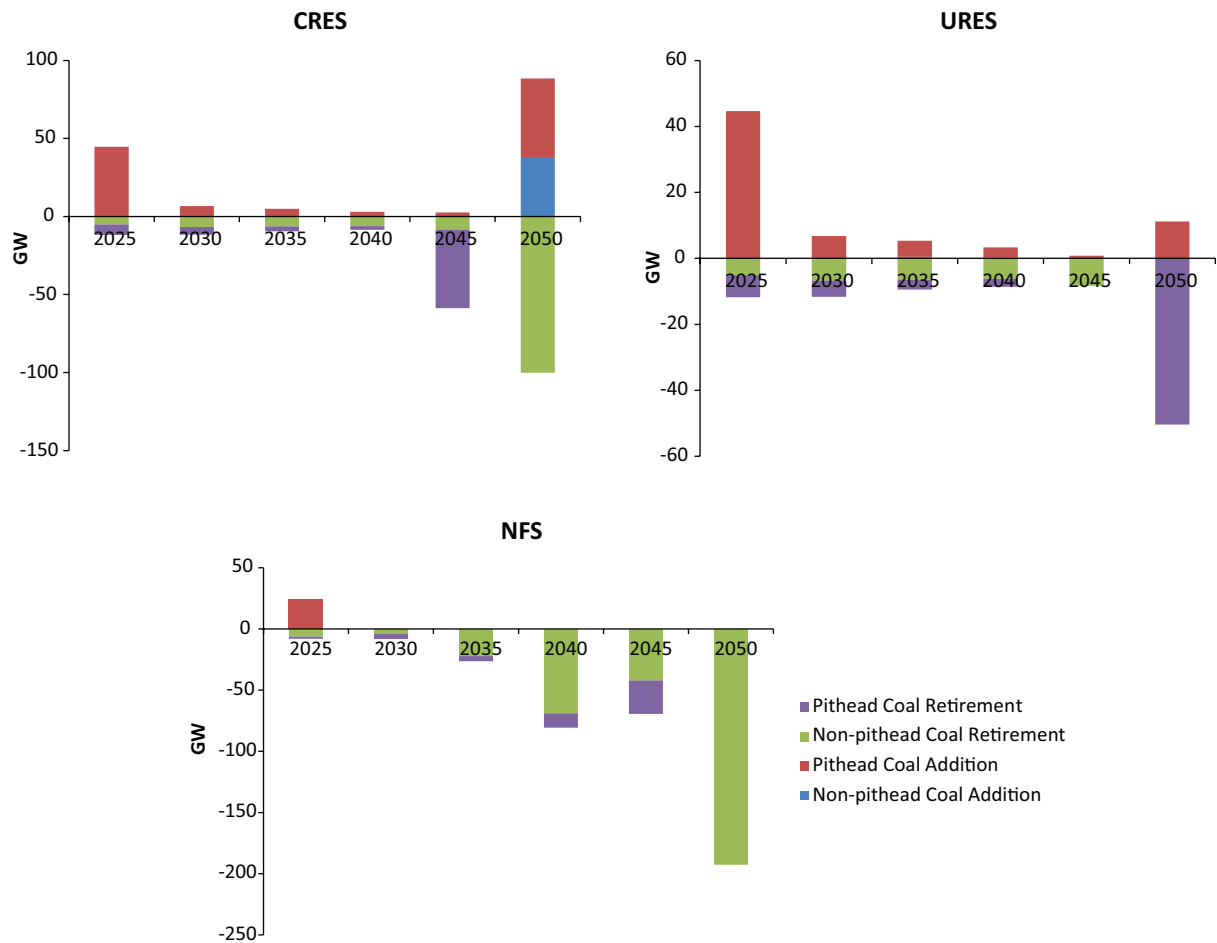 CRES
100
50
0
-50
-100
-150
GW
2025 2030 2035 2040 2045 2050
URES
60
40
20
0
-20
-40
-60
GW
2025 2030 2035 2040 2045 2050
NFS
50
0
-50
-100
-150
-200
-250
GW
2025 2030 2035 2040 2045 2050
Pithead Coal Retirement
Non-pithead Coal Retirement
Pithead Coal Addition
Non-pithead Coal Addition